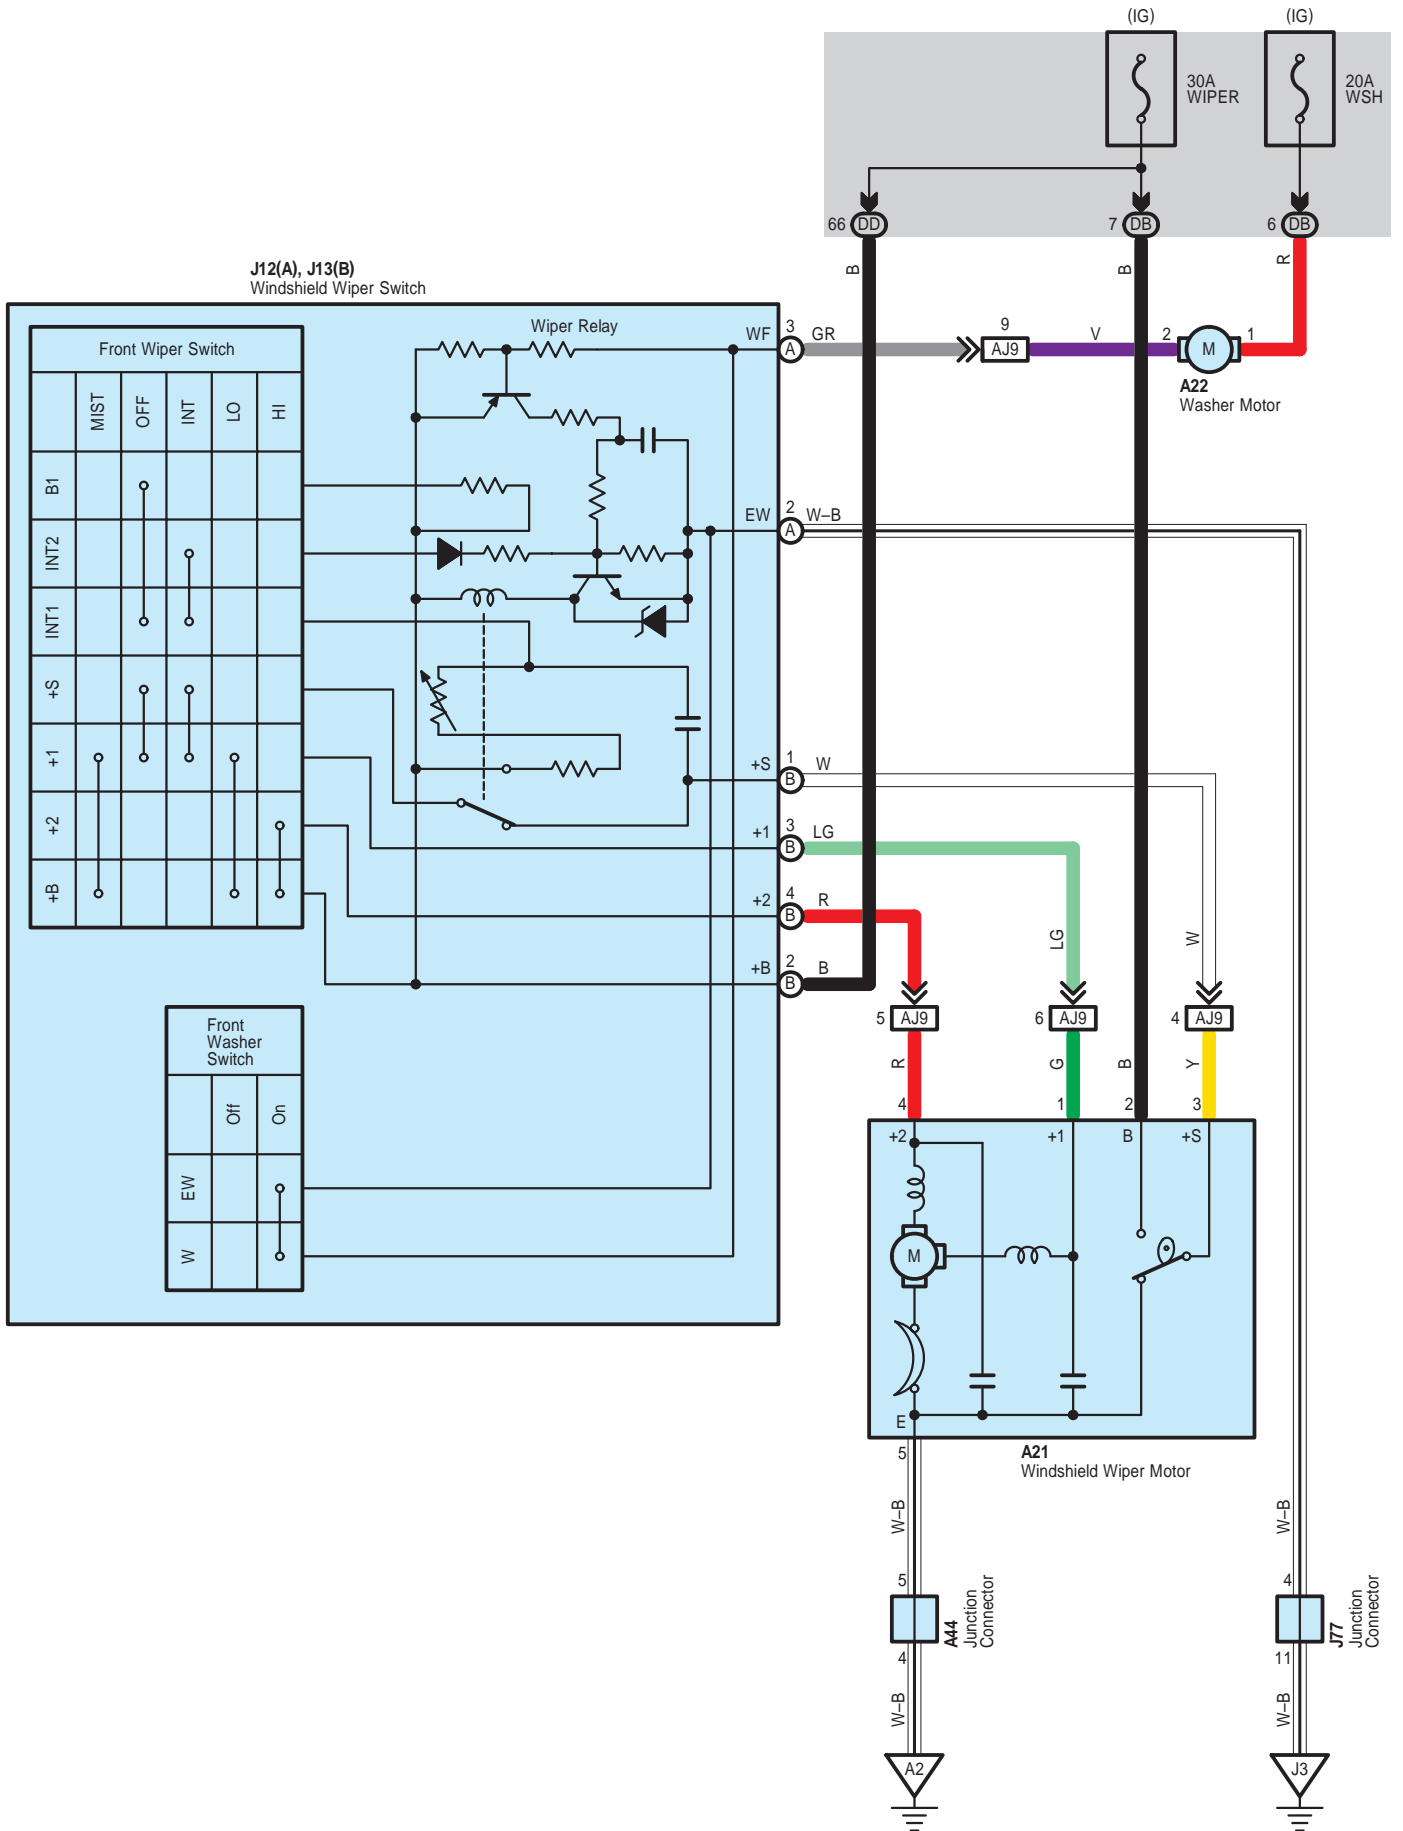 (IG)
(IG)
30A
WIPER
20A
WSH
66 DD
7 DB
6 DB
B
B
R
J12(A), J13(B)
Windshield Wiper Switch
Front Wiper Switch
MIST
OFF
INT
LO
HI
B1
INT2
INT1
+S
+1
+2
+B
Wiper Relay
WF
3
A
GR
9
AJ9
V
2
M
1
A22
Washer Motor
EW
2
A
W–B
+S
1
B
W
+1
3
B
LG
+2
4
B
R
+B
2
B
B
LG
W
5 AJ9
6 AJ9
4 AJ9
R
G
B
Y
4
1
2
3
+2
+1
B
+S
M
E
Front
Washer
Switch
Off
On
EW
W
5
A21
Windshield Wiper Motor
W–B
W–B
5
A44
Junction
Connector
4
4
J77
Junction
Connector
11
W–B
W–B
A2
J3